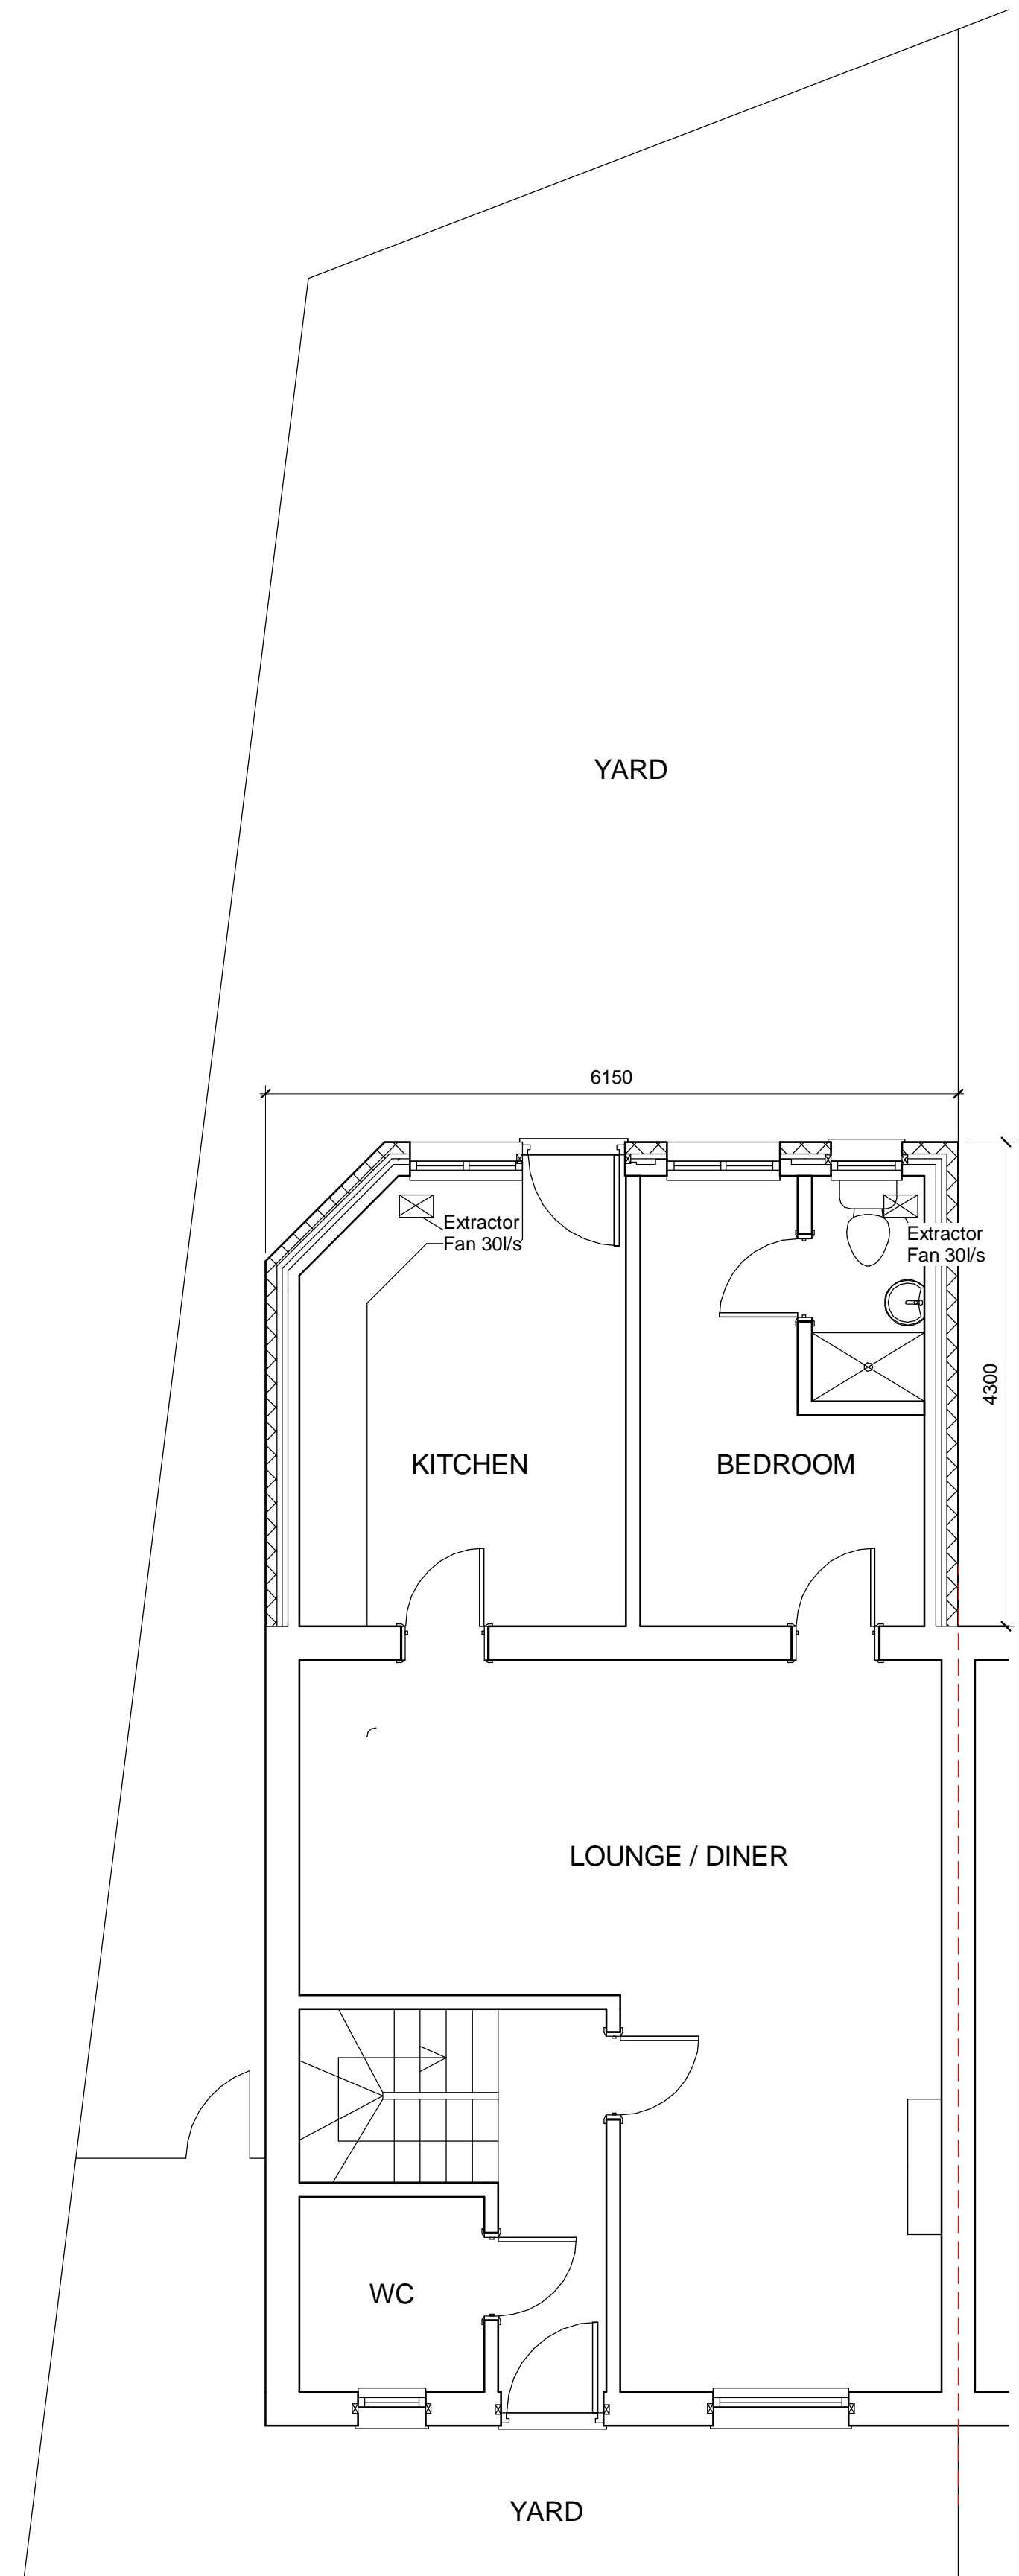 YARD
6150
Extractor
Fan 30l/s
Extractor
Fan 30l/s
4300
KITCHEN
BEDROOM
LOUNGE / DINER
WC
YARD